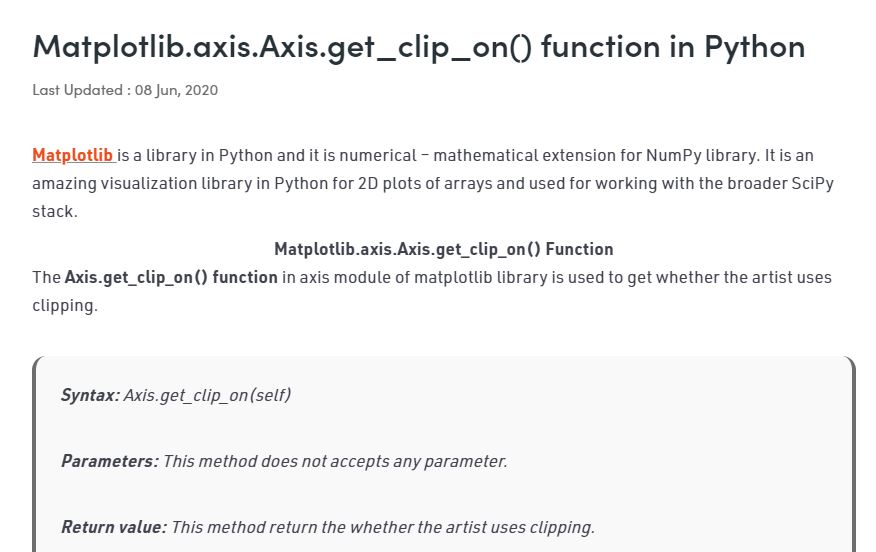 Matplotlib.axis.Axis.get_clip_on() function in Python
Last Updated : 08 Jun, 2020
Matplotlib is a library in Python and it is numerical – mathematical extension for NumPy library. It is an
amazing visualization library in Python for 2D plots of arrays and used for working with the broader SciPy
stack.
Matplotlib.axis.Axis.get_clip_on() Function
The Axis.get_clip_on() function in axis module of matplotlib library is used to get whether the artist uses
clipping.
Syntax: Axis.get_clip_on(self)
Parameters: This method does not accepts any parameter.
Return value: This method return the whether the artist uses clipping.